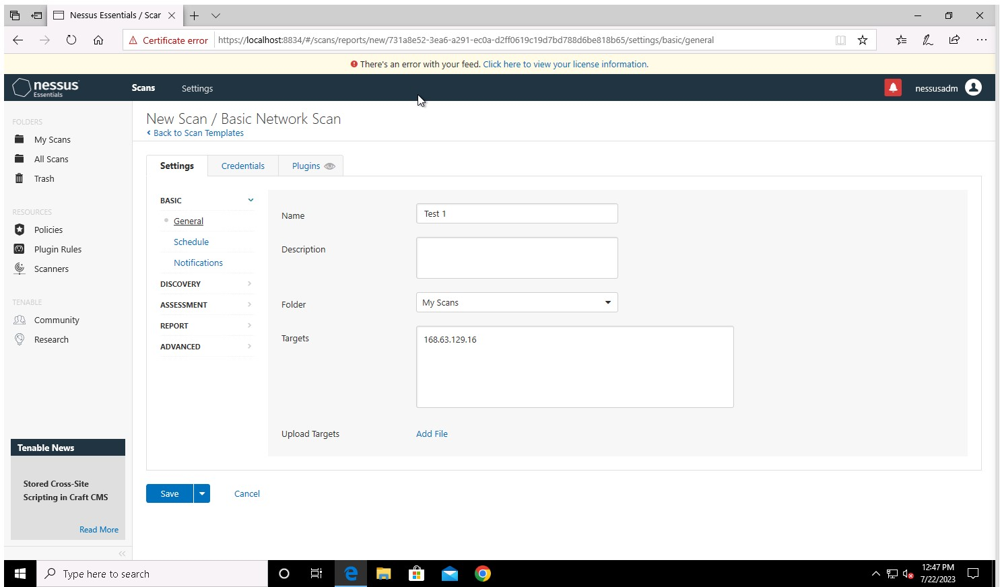 Nessus Essentials / Scar
Certificate error
https://localhost:8834/#/scans/reports/new/731a8e52-3ea6-a291-ec0a-d2ff0619c19d7bd788d6be818b65/settings/basic/general
There's an error with your feed. Click here to view your license information.
nessus
Essentials
Scans
Settings
nessusadm
FOLDERS
My Scans
All Scans
Trash
RESOURCES
Policies
Plugin Rules
Scanners
TENABLE
Community
Research
Tenable News
Stored Cross-Site
Scripting in Craft CMS
Read More
New Scan / Basic Network Scan
Back to Scan Templates
Settings
Credentials
Plugins
BASIC
General
Schedule
Notifications
DISCOVERY
ASSESSMENT
REPORT
ADVANCED
Name
Test 1
Description
Folder
My Scans
Targets
168.63.129.16
Upload Targets
Add File
Save
Cancel
Type here to search
12:47 PM
7/22/2023